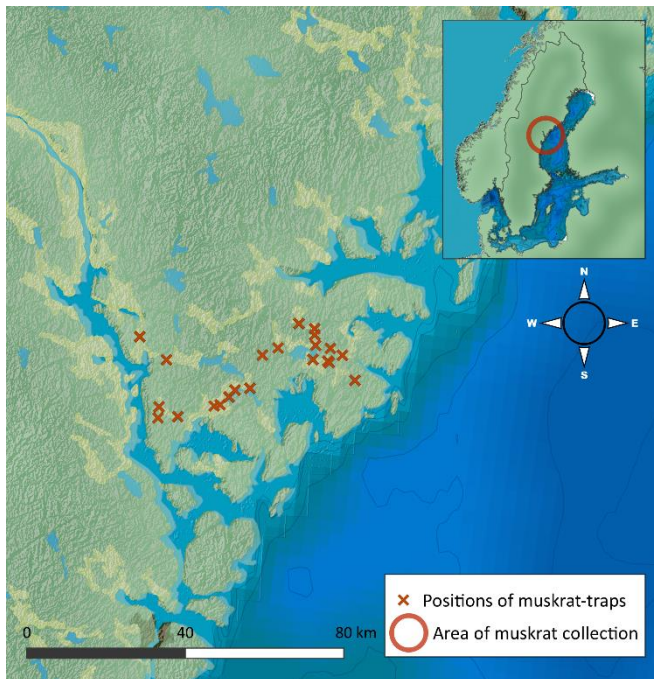 N
W E
S
Positions of muskrat-traps
Area of muskrat collection
0 40 80 km